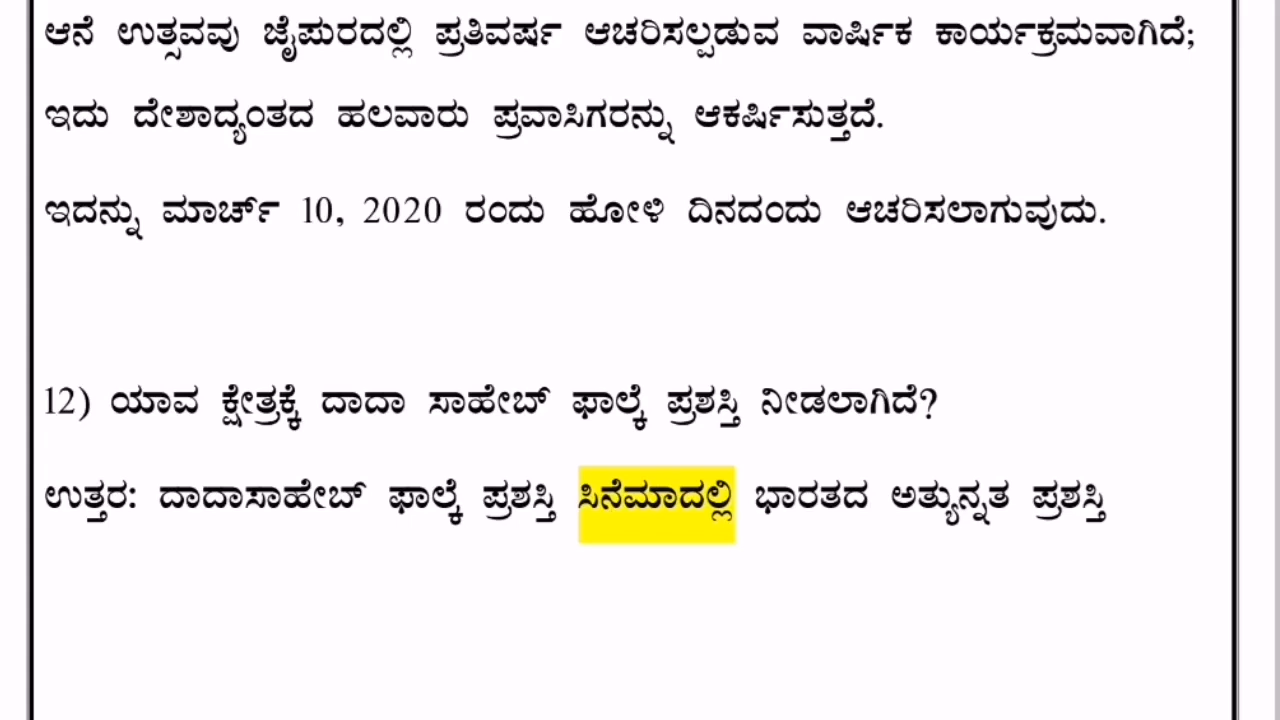 ಆನೆ ಉತ್ಸವವು ಜೈಪುರದಲ್ಲಿ ಪ್ರತಿವರ್ಷ ಆಚರಿಸಲ್ಪಡುವ ವಾರ್ಷಿಕ ಕಾರ್ಯಕ್ರಮವಾಗಿದೆ;
ಇದು ದೇಶಾದ್ಯಂತದ ಹಲವಾರು ಪ್ರವಾಸಿಗರನ್ನು ಆಕರ್ಷಿಸುತ್ತದೆ.
ಇದನ್ನು ಮಾರ್ಚ್ 10, 2020 ರಂದು ಹೋಳಿ ದಿನದಂದು ಆಚರಿಸಲಾಗುವುದು.
12) ಯಾವ ಕ್ಷೇತ್ರಕ್ಕೆ ದಾದಾ ಸಾಹೇಬ್ ಫಾಲ್ಕೆ ಪ್ರಶಸ್ತಿ ನೀಡಲಾಗಿದೆ?
ಉತ್ತರ: ದಾದಾಸಾಹೇಬ್ ಫಾಲ್ಕೆ ಪ್ರಶಸ್ತಿ ಸಿನೆಮಾದಲ್ಲಿ ಭಾರತದ ಅತ್ಯುನ್ನತ ಪ್ರಶಸ್ತಿ